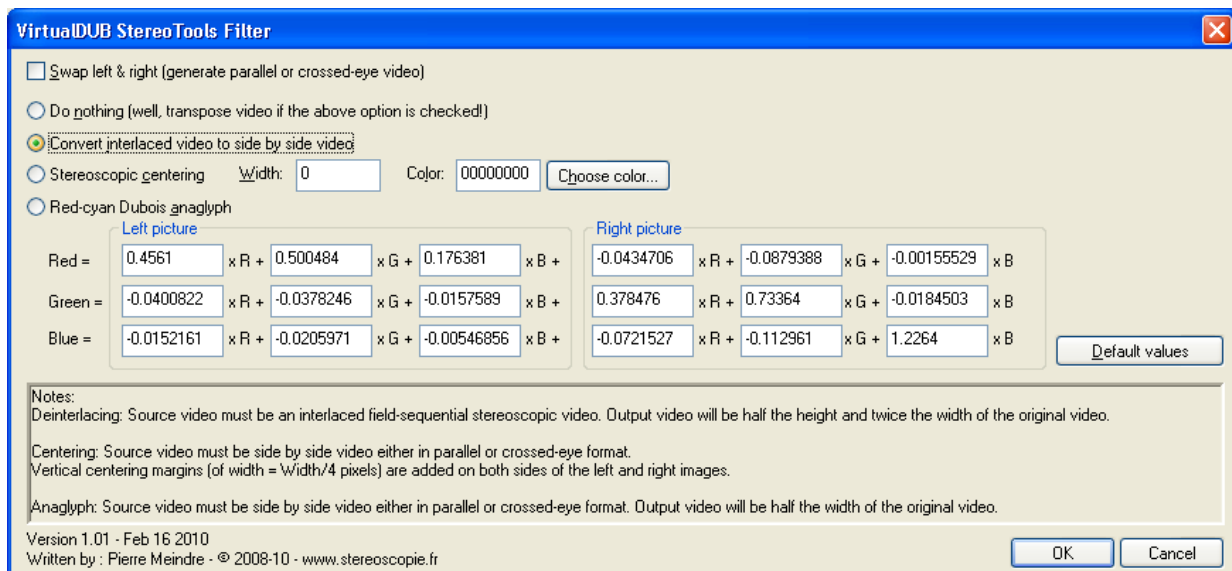 VirtualDUB StereoTools Filter
Swap left & right (generate parallel or crossed-eye video)
Do nothing (well, transpose video if the above option is checked!)
Convert interlaced video to side by side video
Stereoscopic centering Width: 0 Color: 00000000 Choose color...
Red-cyan Dubois anaglyph
Left picture Right picture
Red = 0.4561 x R + 0.500484 x G + 0.176381 x B + -0.0434706 x R + -0.0879388 x G + -0.00155529 x B
Green = -0.0400822 x R + -0.0378246 x G + -0.0157589 x B + 0.378476 x R + 0.73364 x G + -0.0184503 x B
Blue = -0.0152161 x R + -0.0205971 x G + -0.00546856 x B + -0.0721527 x R + -0.112961 x G + 1.2264 x B
Default values
Notes:
Deinterlacing: Source video must be an interlaced field-sequential stereoscopic video. Output video will be half the height and twice the width of the original video.
Centering: Source video must be side by side video either in parallel or crossed-eye format.
Vertical centering margins (of width = Width/4 pixels) are added on both sides of the left and right images.
Anaglyph: Source video must be side by side video either in parallel or crossed-eye format. Output video will be half the width of the original video.
Version 1.01 - Feb 16 2010
Written by : Pierre Meindre - © 2008-10 - www.stereoscopie.fr
OK Cancel